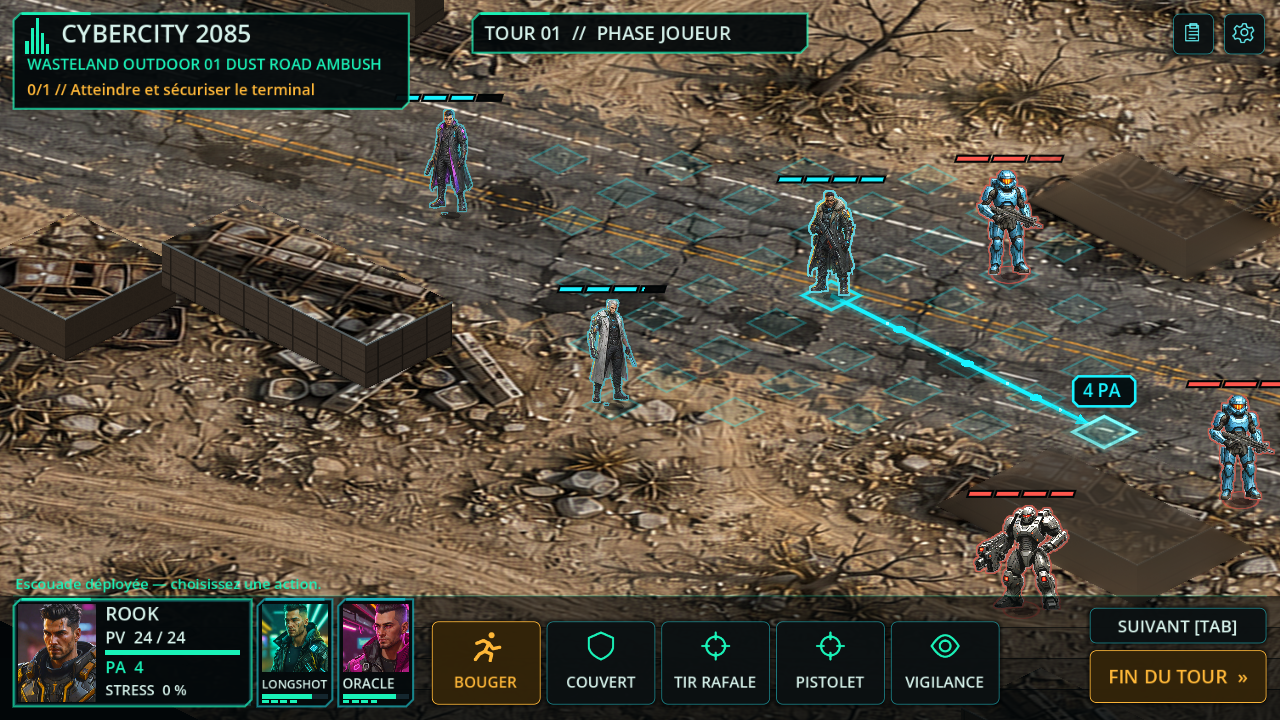 CYBERCITY 2085
WASTELAND OUTDOOR 01 DUST ROAD AMBUSH
0/1 // Atteindre et sécuriser le terminal
TOUR 01 // PHASE JOUEUR
4 PA
Escouade déployée — choisissez une action.
ROOK
PV 24 / 24
PA 4
STRESS 0 %
LONGSHOT
ORACLE
BOUGER
COUVERT
TIR RAFALE
PISTOLET
VIGILANCE
SUIVANT [TAB]
FIN DU TOUR »